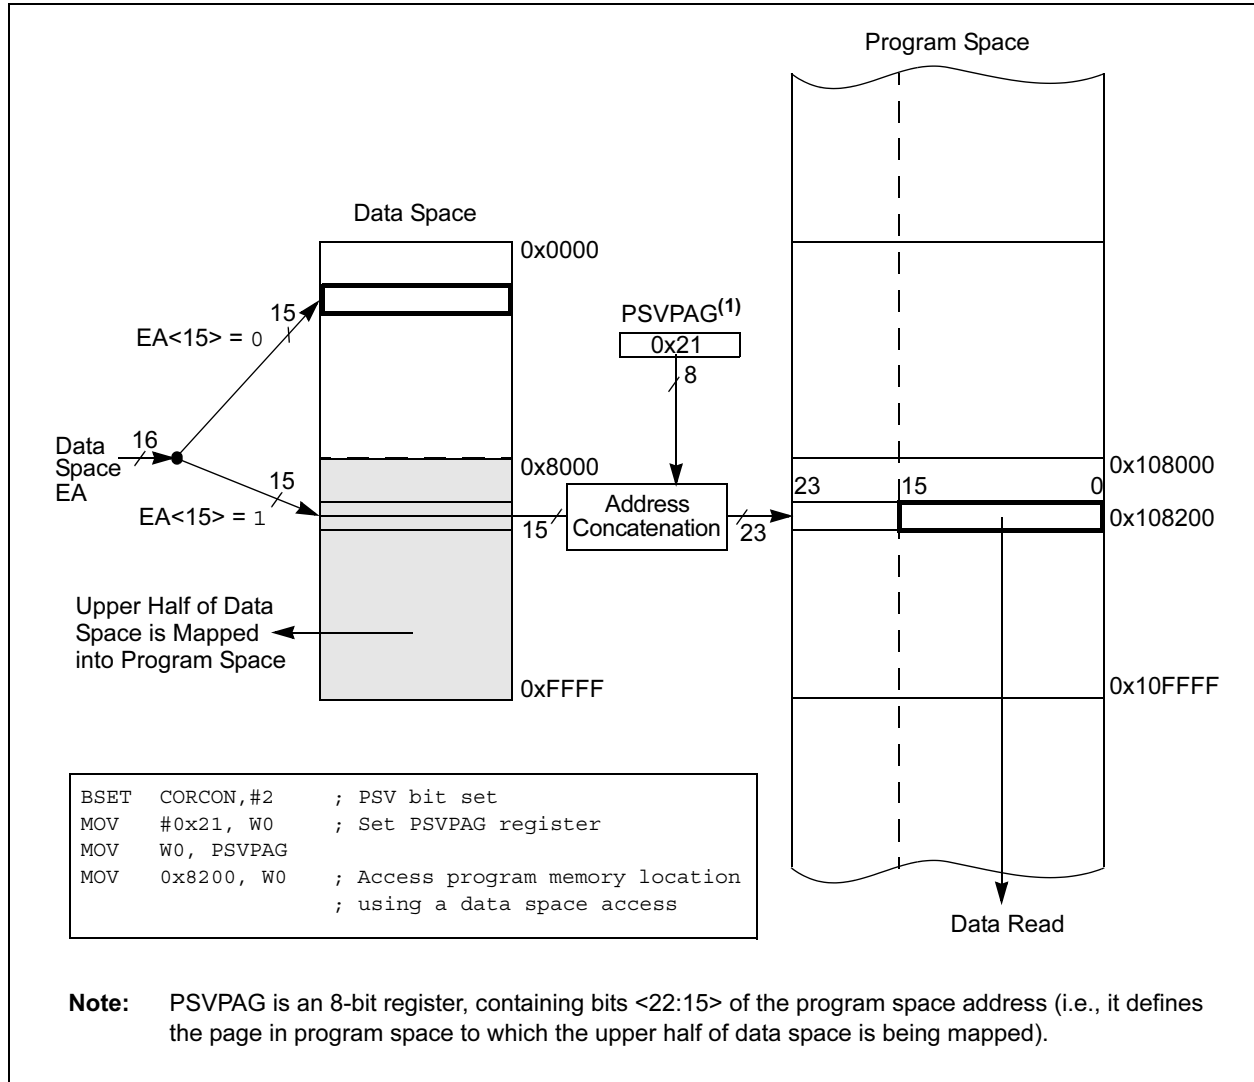 Program Space
Data Space
0x0000
15
EA<15> = 0
PSVPAG(1)
0x21
8
16
Data
Space
EA
0x8000
0x108000
15
EA<15> = 1
15
Address
Concatenation
23
23
15
0
0x108200
Upper Half of Data
Space is Mapped
into Program Space
0xFFFF
0x10FFFF
BSET CORCON,#2 ; PSV bit set
MOV #0x21, W0 ; Set PSVPAG register
MOV W0, PSVPAG
MOV 0x8200, W0 ; Access program memory location
; using a data space access
Data Read
Note: PSVPAG is an 8-bit register, containing bits <22:15> of the program space address (i.e., it defines
the page in program space to which the upper half of data space is being mapped).